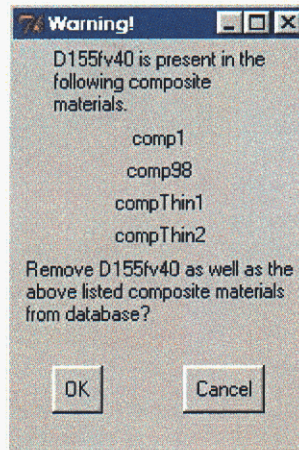 Warning!
D155fv40 is present in the
following composite
materials.
comp1
comp98
compThin1
compThin2
Remove D155fv40 as well as the
above listed composite materials
from database?
OK
Cancel